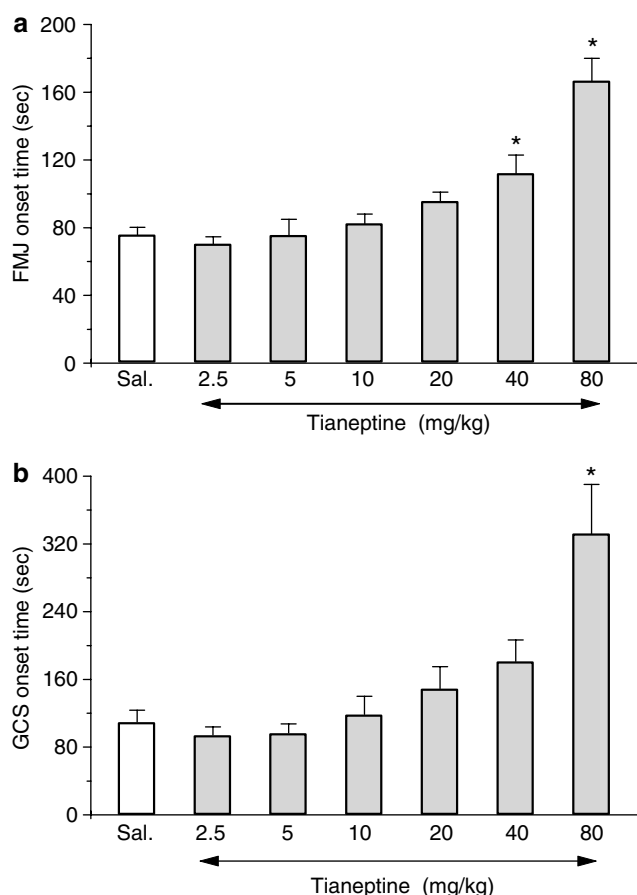 a
FMJ onset time (sec)
200
160
120
80
40
0
* *
Sal. 2.5 5 10 20 40 80
Tianeptine (mg/kg)
b
GCS onset time (sec)
400
320
240
160
80
0
*
Sal. 2.5 5 10 20 40 80
Tianeptine (mg/kg)